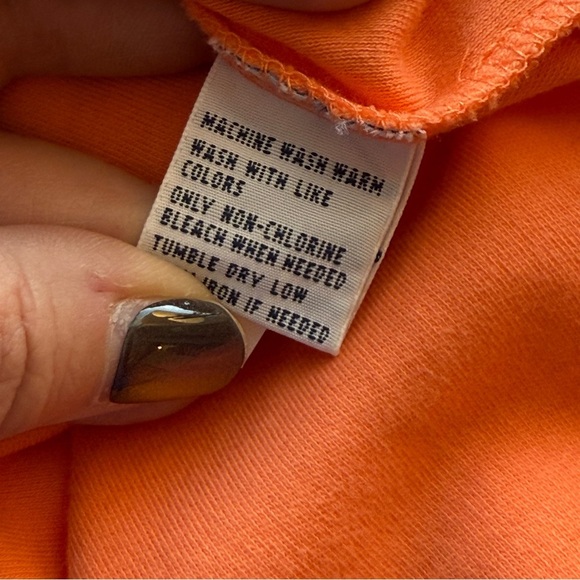 MACHINE WASH WARM
WASH WITH LIKE
COLORS
ONLY NON-CHLORINE
BLEACH WHEN NEEDED
TUMBLE DRY LOW
IRON IF NEEDED